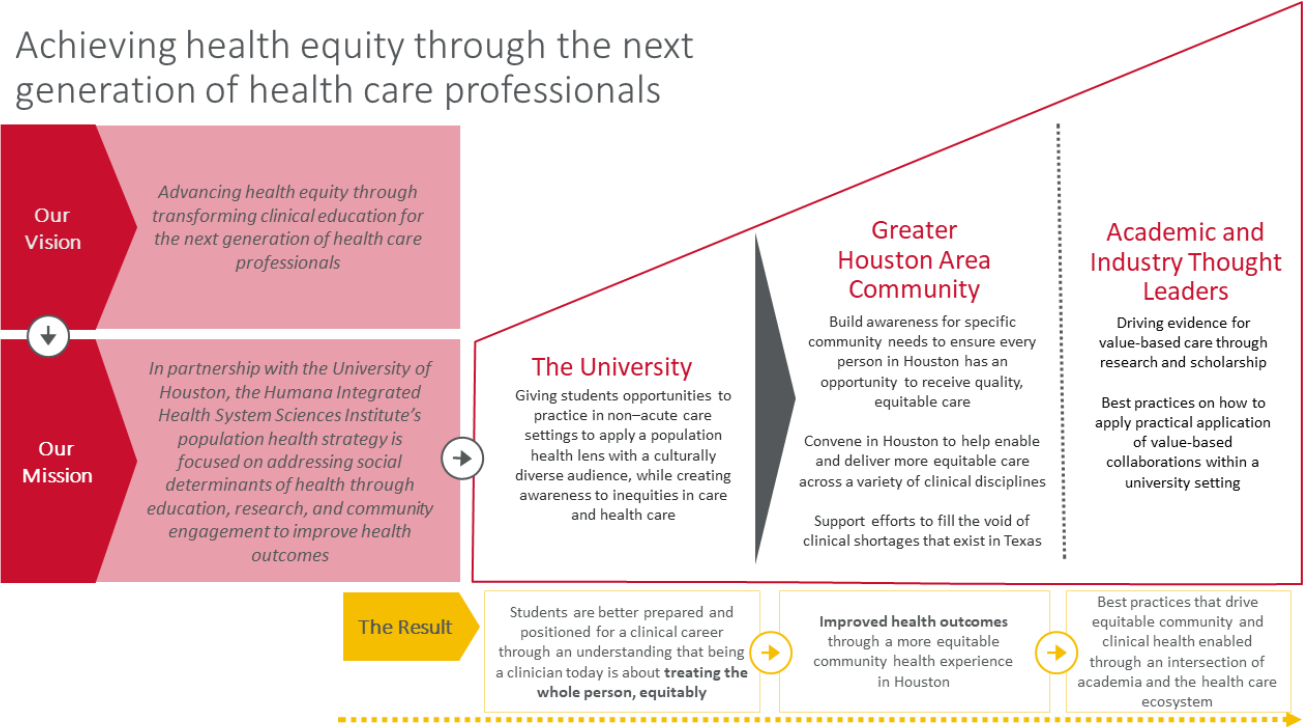 Achieving health equity through the next
generation of health care professionals
Our
Vision
Advancing health equity through
transforming clinical education for
the next generation of health care
professionals
Our
Mission
In partnership with the University of
Houston, the Humana Integrated
Health System Sciences Institute's
population health strategy is
focused on addressing social
determinants of health through
education, research, and community
engagement to improve health
outcomes
The University
Giving students opportunities to
practice in non–acute care
settings to apply a population
health lens with a culturally
diverse audience, while creating
awareness to inequities in care
and health care
Greater
Houston Area
Community
Build awareness for specific
community needs to ensure every
person in Houston has an
opportunity to receive quality,
equitable care
Convene in Houston to help enable
and deliver more equitable care
across a variety of clinical disciplines
Support efforts to fill the void of
clinical shortages that exist in Texas
Academic and
Industry Thought
Leaders
Driving evidence for
value-based care through
research and scholarship
Best practices on how to
apply practical application
of value-based
collaborations within a
university setting
The Result
Students are better prepared and
positioned for a clinical career
through an understanding that being
a clinician today is about treating the
whole person, equitably
Improved health outcomes
through a more equitable
community health experience
in Houston
Best practices that drive
equitable community and
clinical health enabled
through an intersection of
academia and the health care
ecosystem